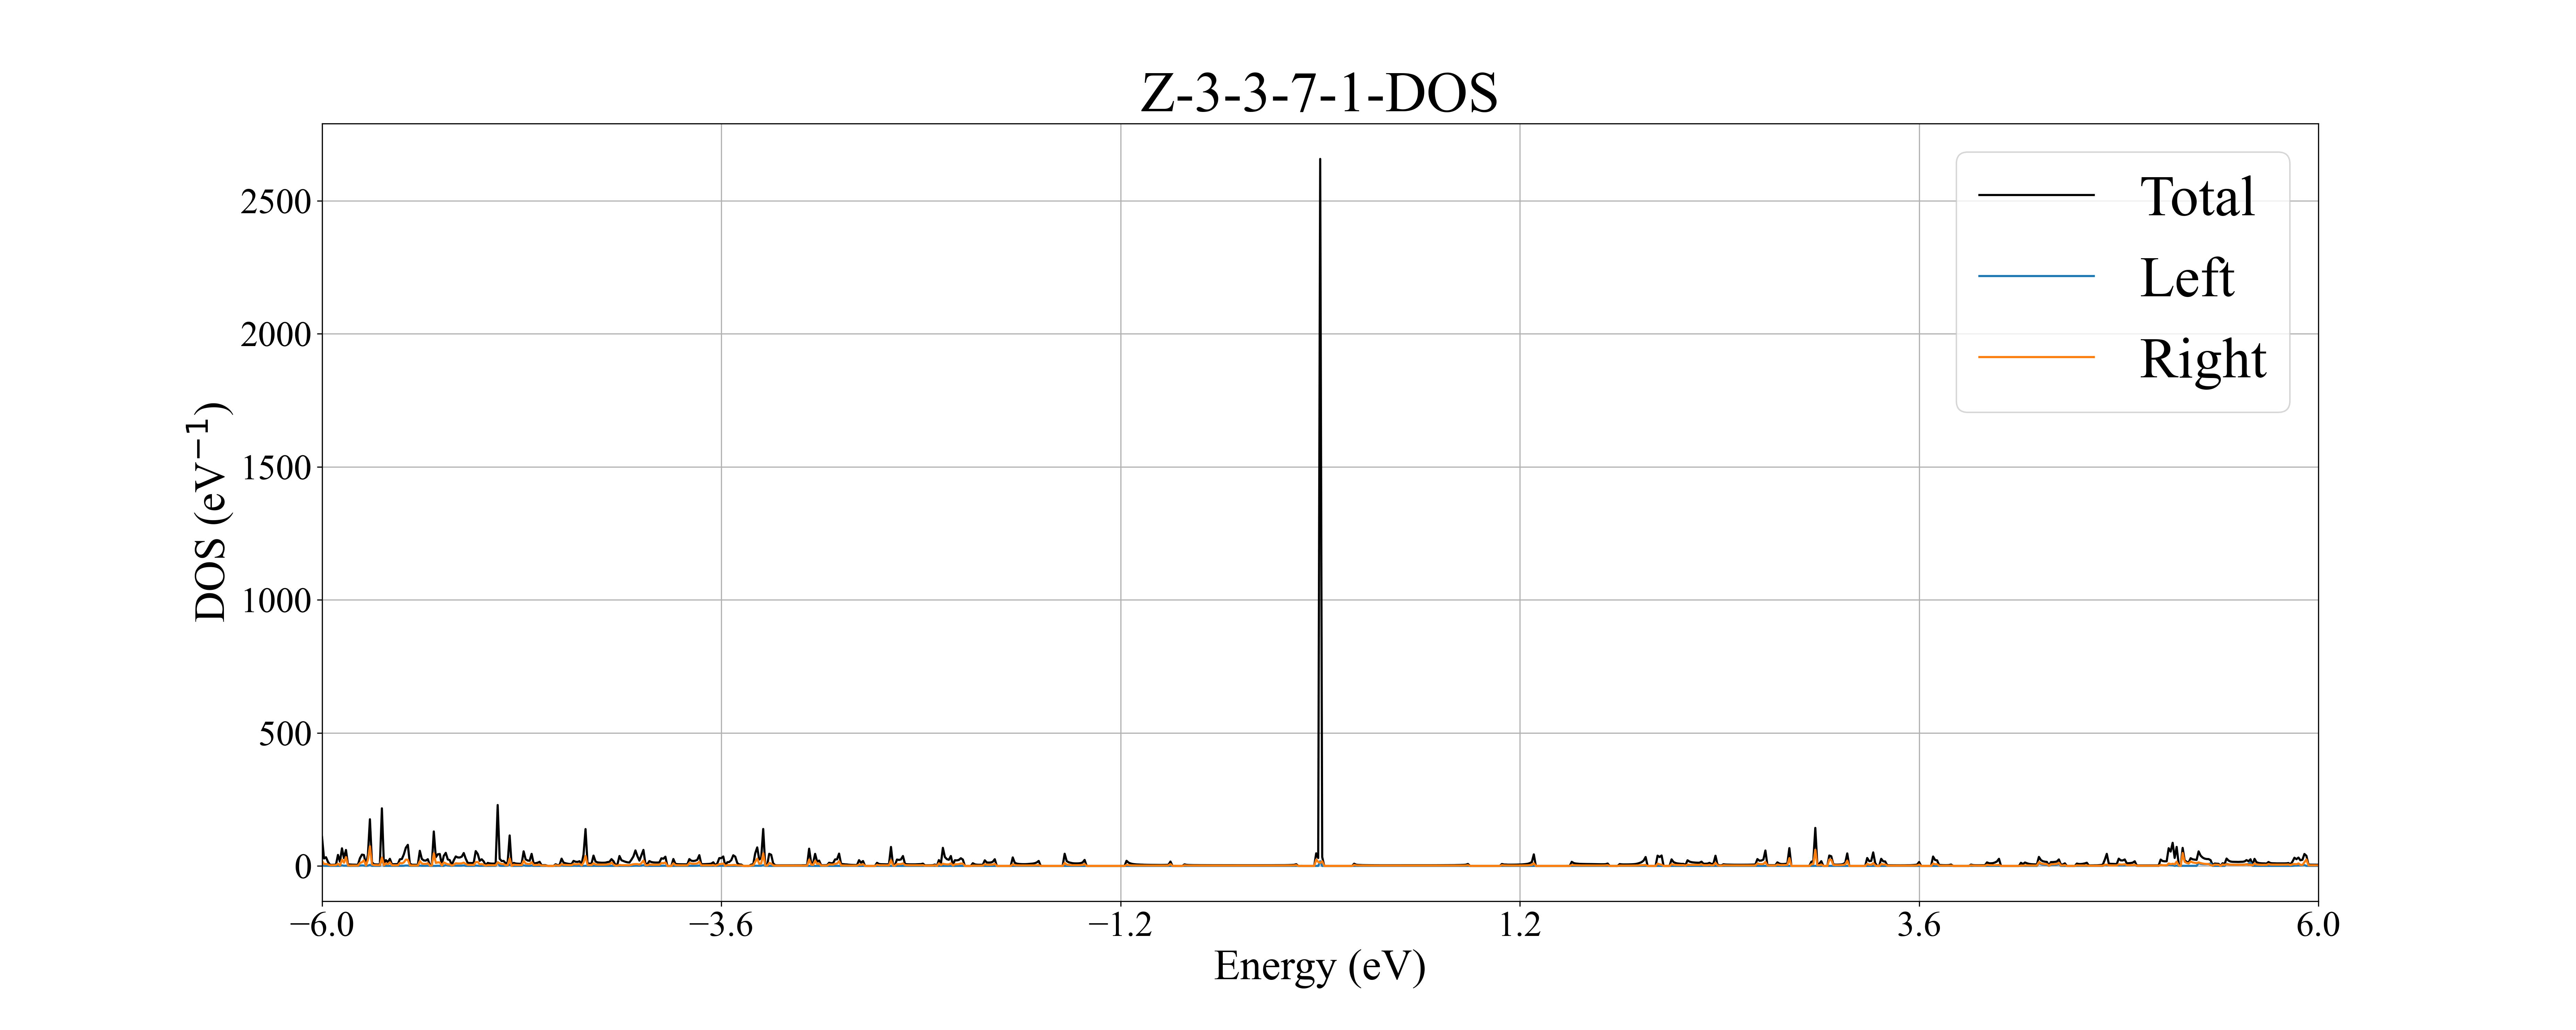 Z-3-3-7-1-DOS
Total
Left
Right
2500
2000
1500
1000
500
0
DOS (eV⁻¹)
−6.0 −3.6 −1.2 1.2 3.6 6.0
Energy (eV)